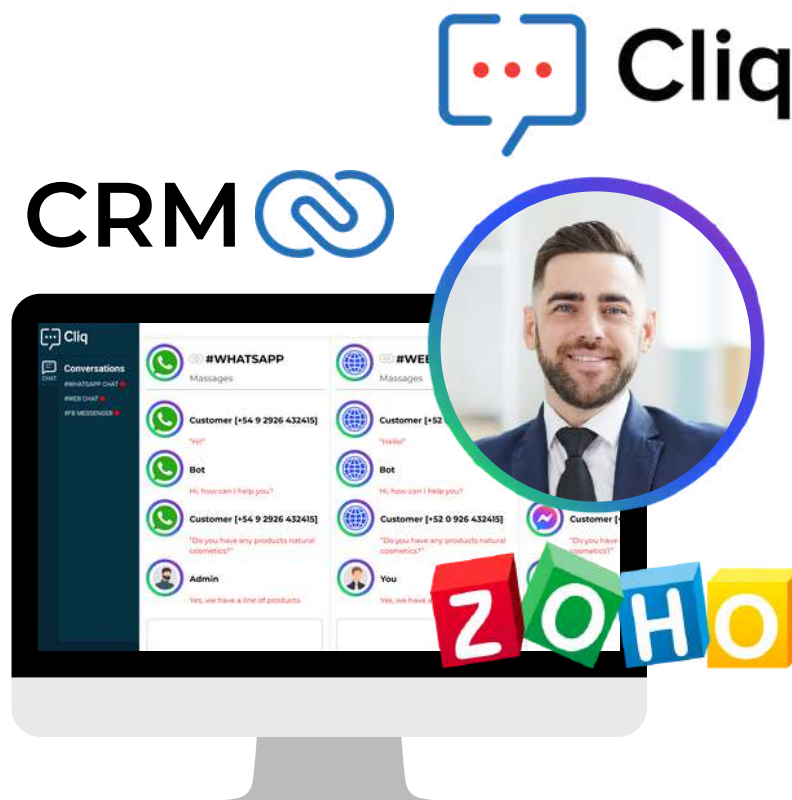 Cliq
CRM
Cliq
CHAT
Conversations
#WHATSAPP CHAT
#WEB CHAT
#FB MESSENGER
#WHATSAPP
Massages
Customer [+54 9 2926 432415]
"Hi!"
Bot
Hi, how can I help you?
Customer [+54 9 2926 432415]
"Do you have any products natural
cosmetics?"
Admin
Yes, we have a line of products.
#WEB
Massages
Customer [+52 0
"Hello!"
Bot
Hi, how can I help you?
Customer [+52 0 926 432415]
"Do you have any products natural
cosmetics?"
You
Yes, we have a
Customer [+
"Do you have
cosmetics?"
ZOHO